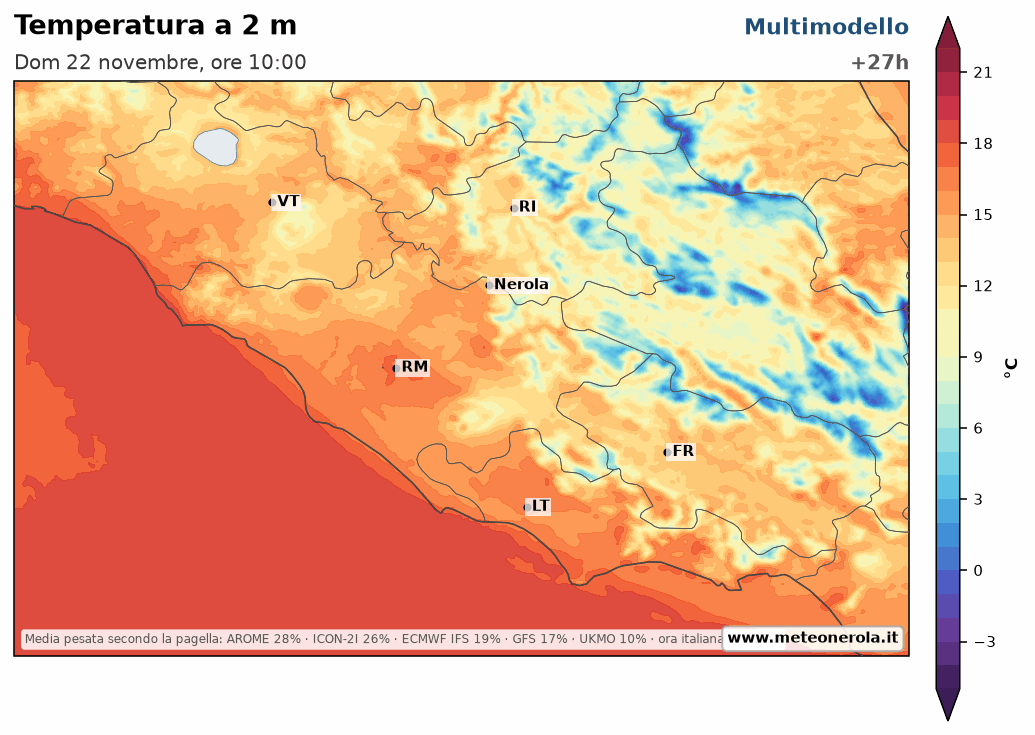 Temperatura a 2 m
Multimodello
Dom 22 novembre, ore 10:00
+27h
VT
RI
Nerola
RM
FR
LT
21
18
15
12
9
6
3
0
−3
°C
Media pesata secondo la pagella: AROME 28% · ICON-2I 26% · ECMWF IFS 19% · GFS 17% · UKMO 10% · ora italiana
www.meteonerola.it